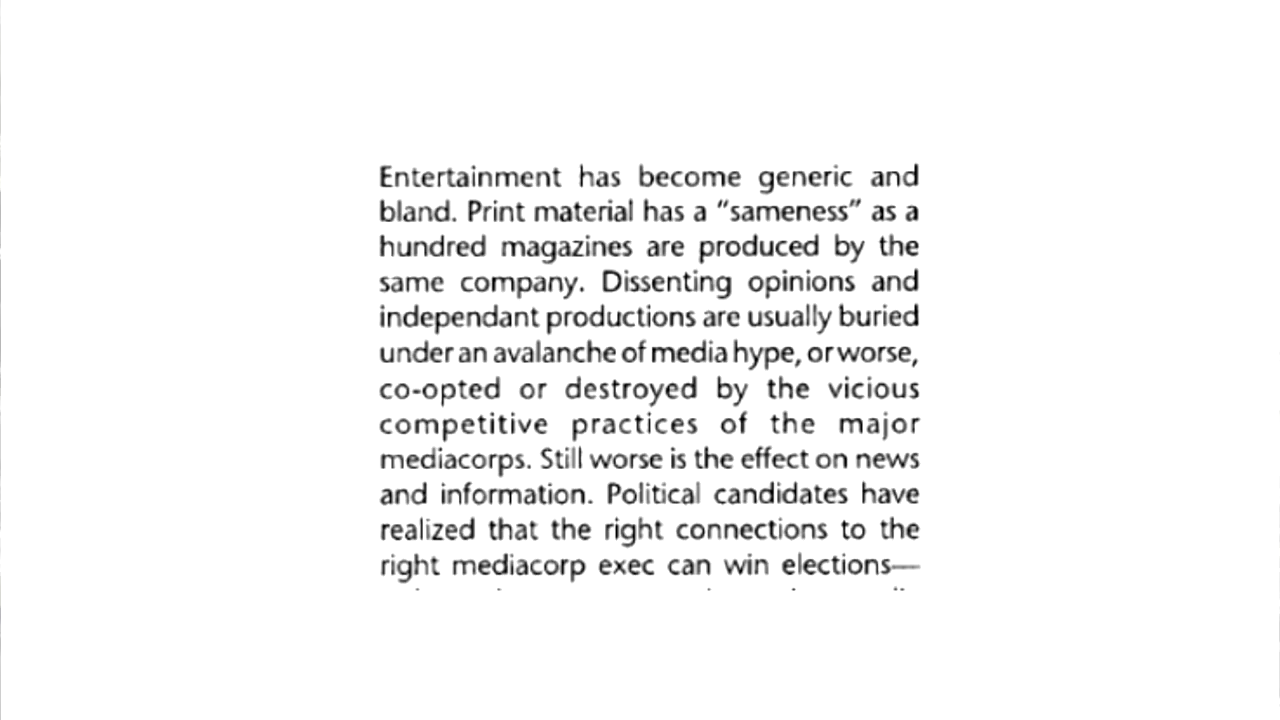 Entertainment has become generic and
bland. Print material has a “sameness” as a
hundred magazines are produced by the
same company. Dissenting opinions and
independant productions are usually buried
under an avalanche of media hype, or worse,
co-opted or destroyed by the vicious
competitive practices of the major
mediacorps. Still worse is the effect on news
and information. Political candidates have
realized that the right connections to the
right mediacorp exec can win elections—